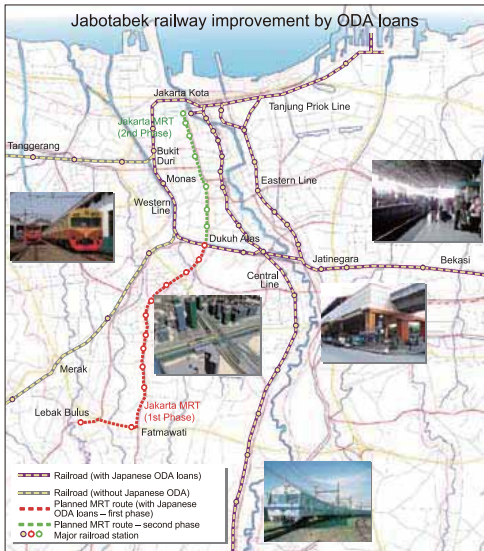 Jabotabek railway improvement by ODA loans
Jakarta Kota
Tanjung Priok Line
Jakarta MRT
(2nd Phase)
Tanggerang
Bukit
Duri
Monas
Eastern Line
Western
Line
Dukuh Atas
Jatinegara
Bekasi
Central
Line
Merak
Lebak Bulus
Jakarta MRT
(1st Phase)
Fatmawati
Railroad (with Japanese ODA loans)
Railroad (without Japanese ODA)
Planned MRT route (with Japanese
ODA loans – first phase)
Planned MRT route – second phase
Major railroad station